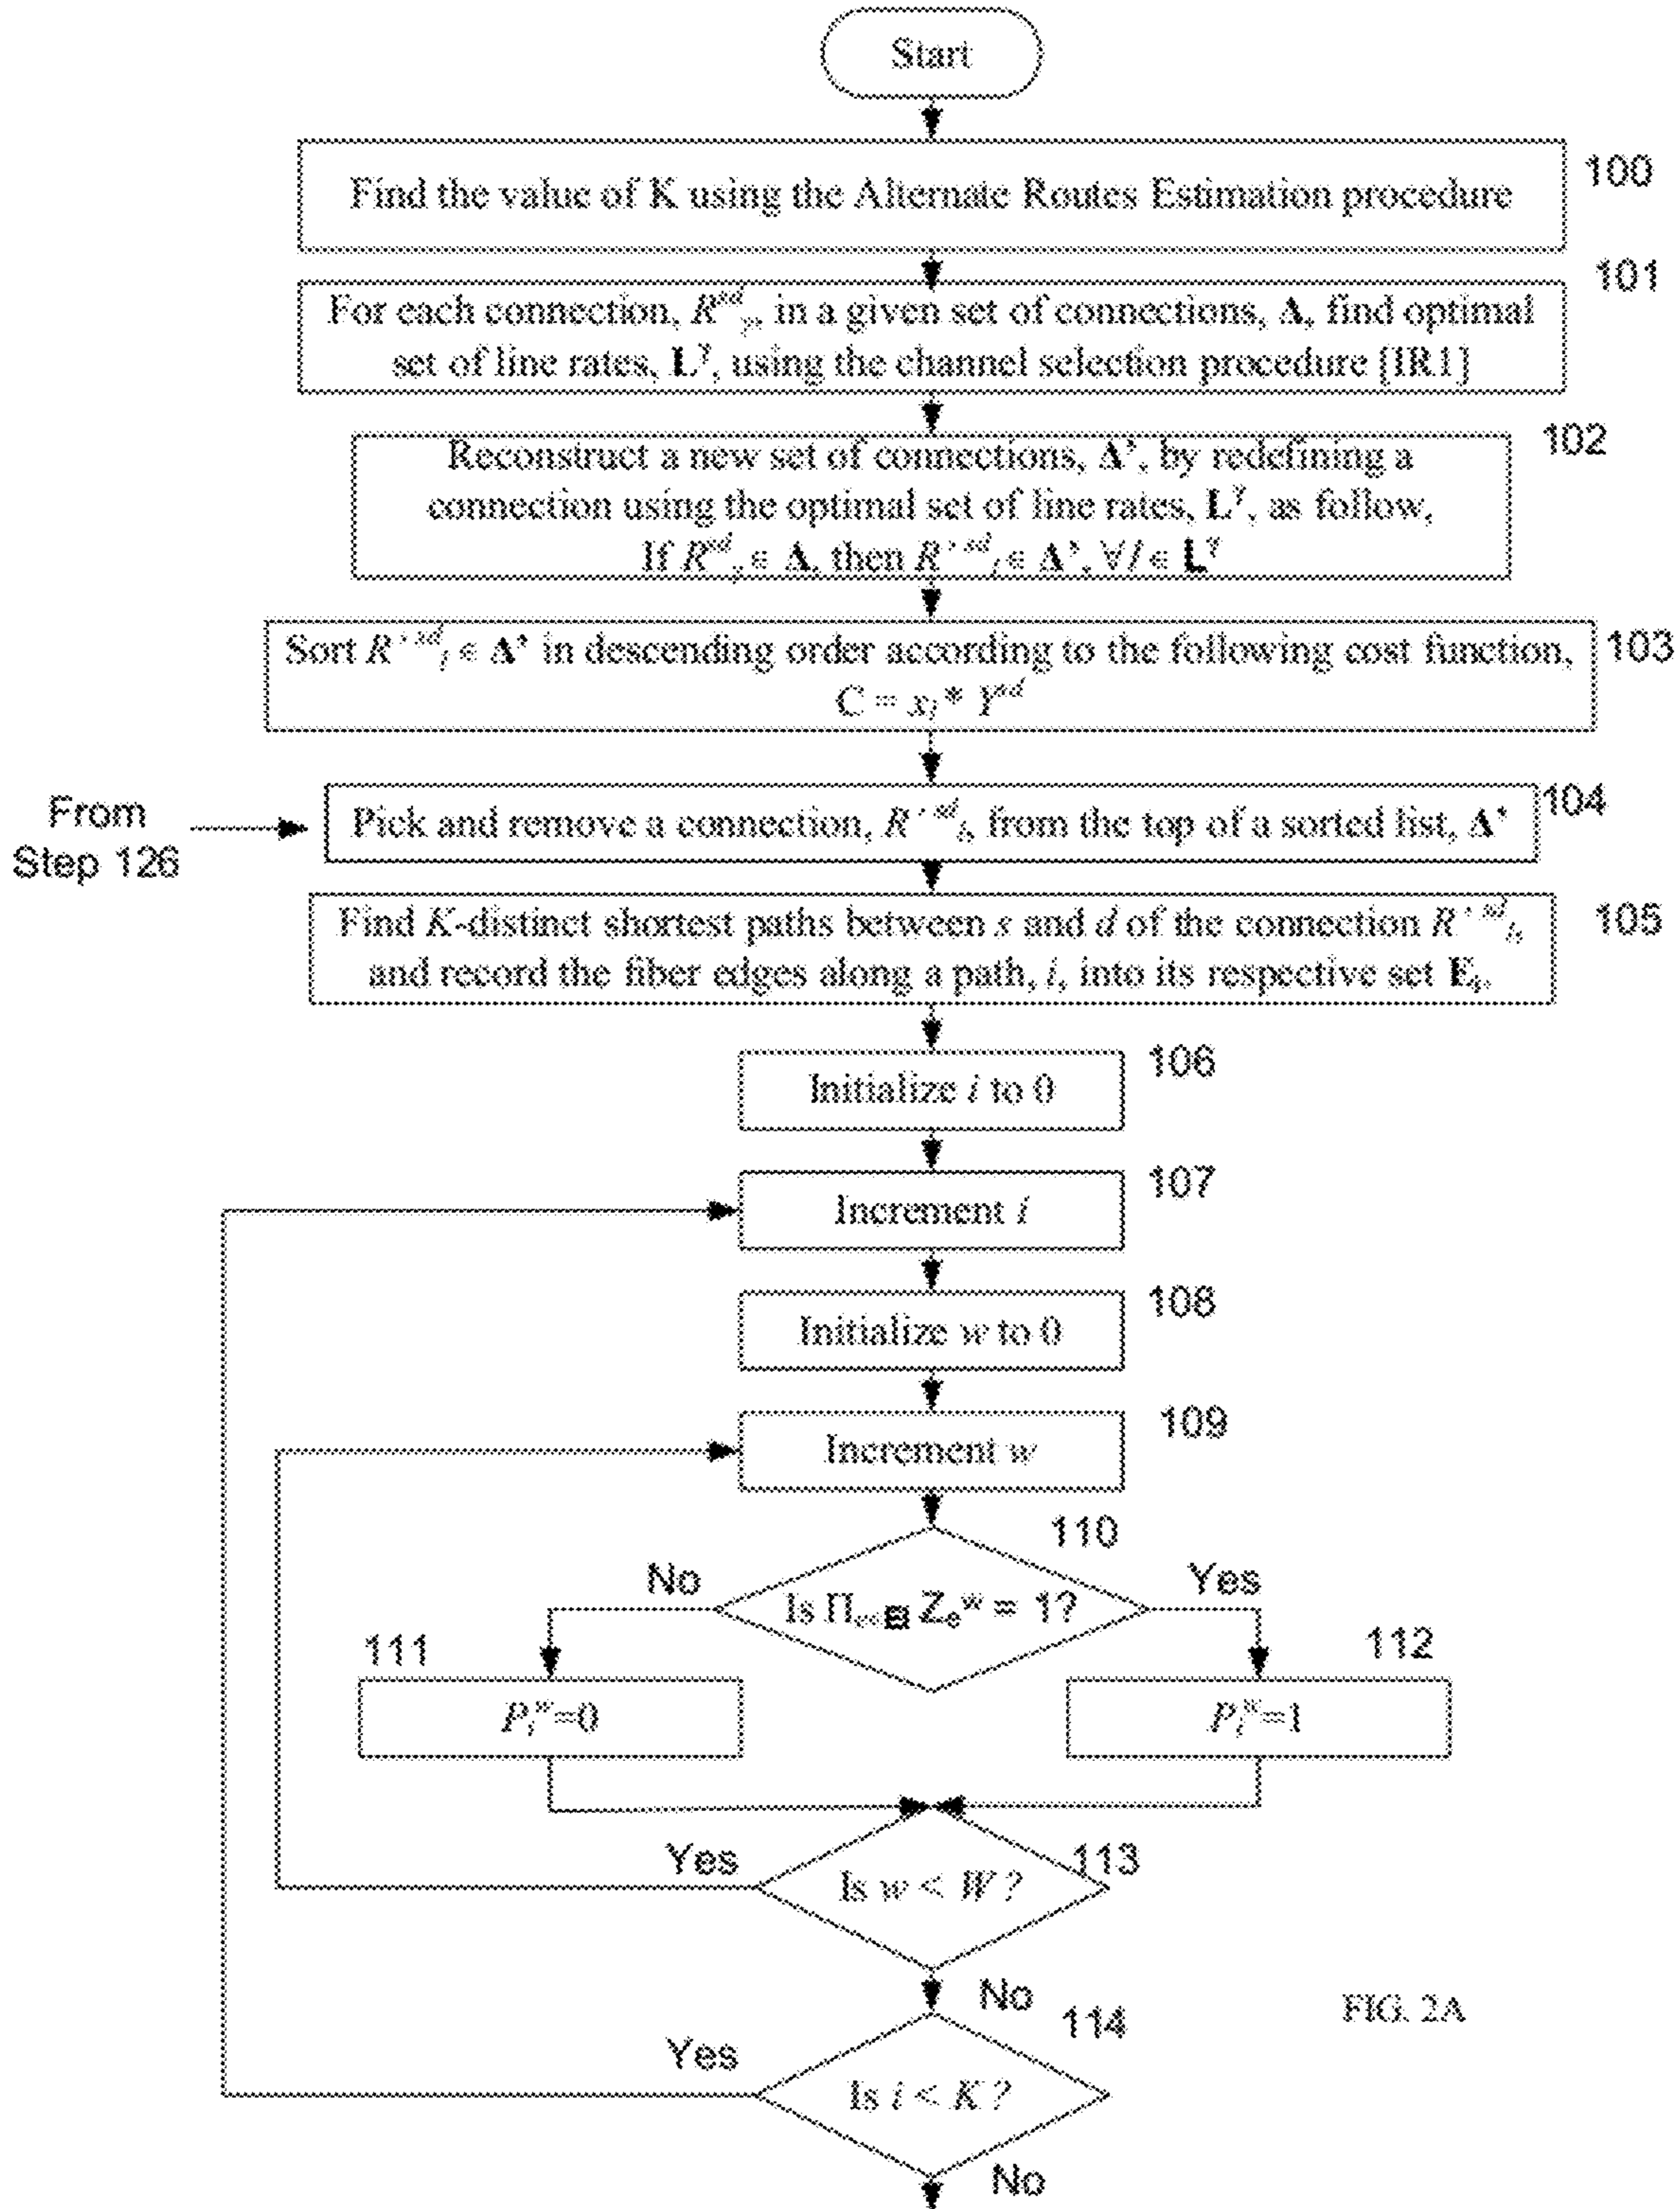 Start
Find the value of K using the Alternate Routes Estimation procedure
100
For each connection, R^sd_γ, in a given set of connections, Λ, find optimal
set of line rates, L^γ, using the channel selection procedure [IR1]
101
Reconstruct a new set of connections, Λ’, by redefining a
connection using the optimal set of line rates, L^γ, as follow,
If R^sd_γ ∈ Λ, then R’^sd_l ∈ Λ’, ∀l ∈ L^γ
102
Sort R’^sd_l ∈ Λ’ in descending order according to the following cost function,
C = x_l * Y^sd
103
From
Step 126
Pick and remove a connection, R’^sd_l, from the top of a sorted list, Λ’
104
Find K-distinct shortest paths between s and d of the connection R’^sd_l,
and record the fiber edges along a path, i, into its respective set E_i.
105
Initialize i to 0
106
Increment i
107
Initialize w to 0
108
Increment w
109
110
No
Is Π Z_e^w = 1?
Yes
111
P_i^w=0
112
P_i^w=1
Yes
Is w < W ?
113
No
114
Yes
Is i < K ?
No
FIG. 2A